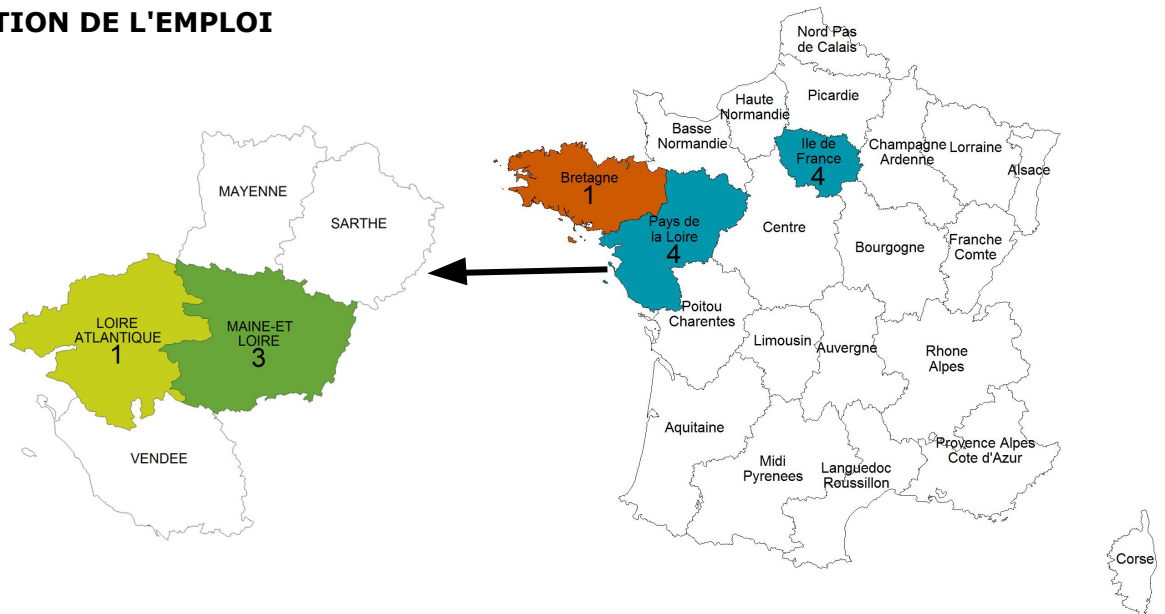 TION DE L'EMPLOI
MAYENNE
SARTHE
LOIRE
ATLANTIQUE
1
MAINE-ET
LOIRE
3
VENDEE
Nord Pas
de Calais
Picardie
Haute
Normandie
Basse
Normandie
Ile de
France
4
Champagne
Ardenne
Lorraine
Alsace
Bretagne
1
Pays de
la Loire
4
Centre
Bourgogne
Franche
Comte
Poitou
Charentes
Limousin
Auvergne
Rhone
Alpes
Aquitaine
Midi
Pyrenees
Languedoc
Roussillon
Provence Alpes
Cote d'Azur
Corse